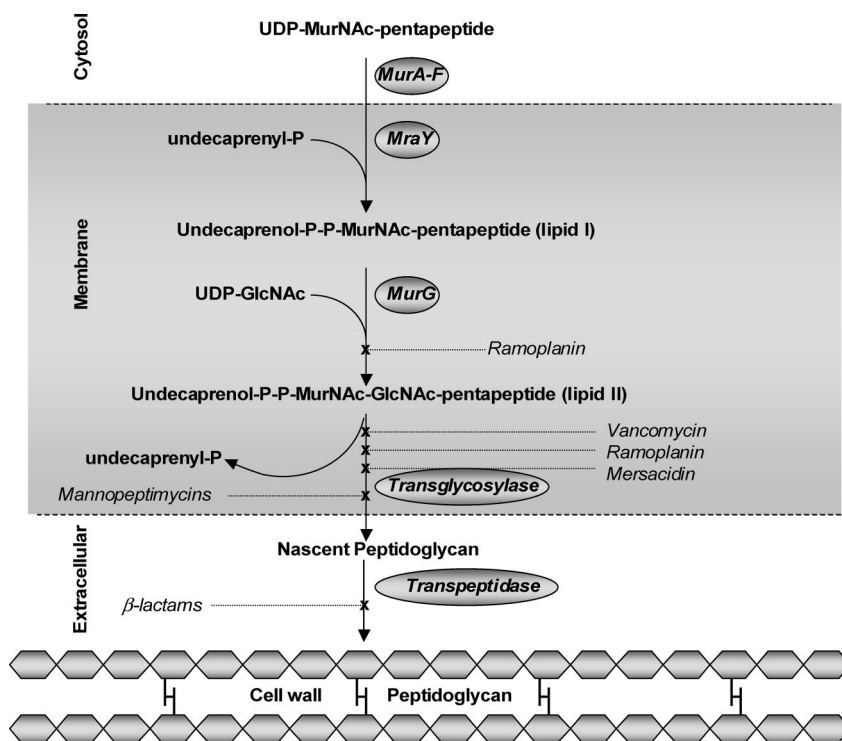 Cytosol
UDP-MurNAc-pentapeptide
MurA-F
Membrane
undecaprenyl-P
MraY
Undecaprenol-P-P-MurNAc-pentapeptide (lipid I)
UDP-GlcNAc
MurG
x
Ramoplanin
Undecaprenol-P-P-MurNAc-GlcNAc-pentapeptide (lipid II)
x
Vancomycin
undecaprenyl-P
x
Ramoplanin
x
Mersacidin
Mannopeptimycins
x
Transglycosylase
Extracellular
Nascent Peptidoglycan
Transpeptidase
β-lactams
x
Cell wall
Peptidoglycan